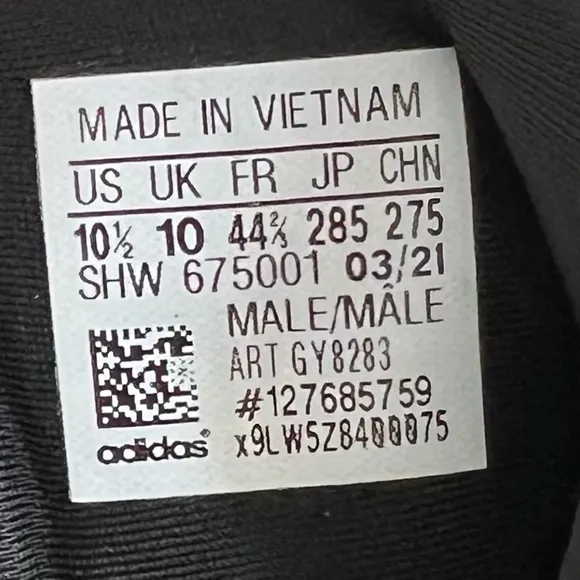 MADE IN VIETNAM
US UK FR JP CHN
10½ 10 44⅔ 285 275
SHW 675001 03/21
MALE/MÂLE
ART GY8283
#127685759
adidas®